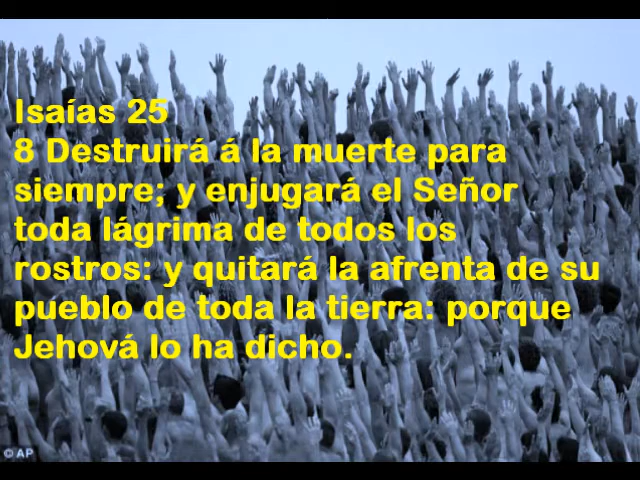 Isaías 25
8 Destruirá á la muerte para
siempre; y enjugará el Señor
toda lágrima de todos los
rostros: y quitará la afrenta de su
pueblo de toda la tierra: porque
Jehová lo ha dicho.
©AP